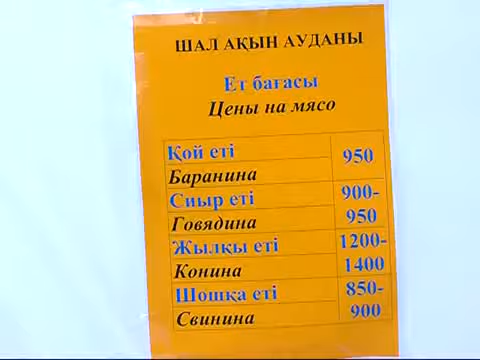 ШАЛ АҚЫН АУДАНЫ
Ет бағасы
Цены на мясо
Қой еті
Баранина
950
Сиыр еті
Говядина
900-
950
Жылқы еті
Конина
1200-
1400
Шошқа еті
Свинина
850-
900